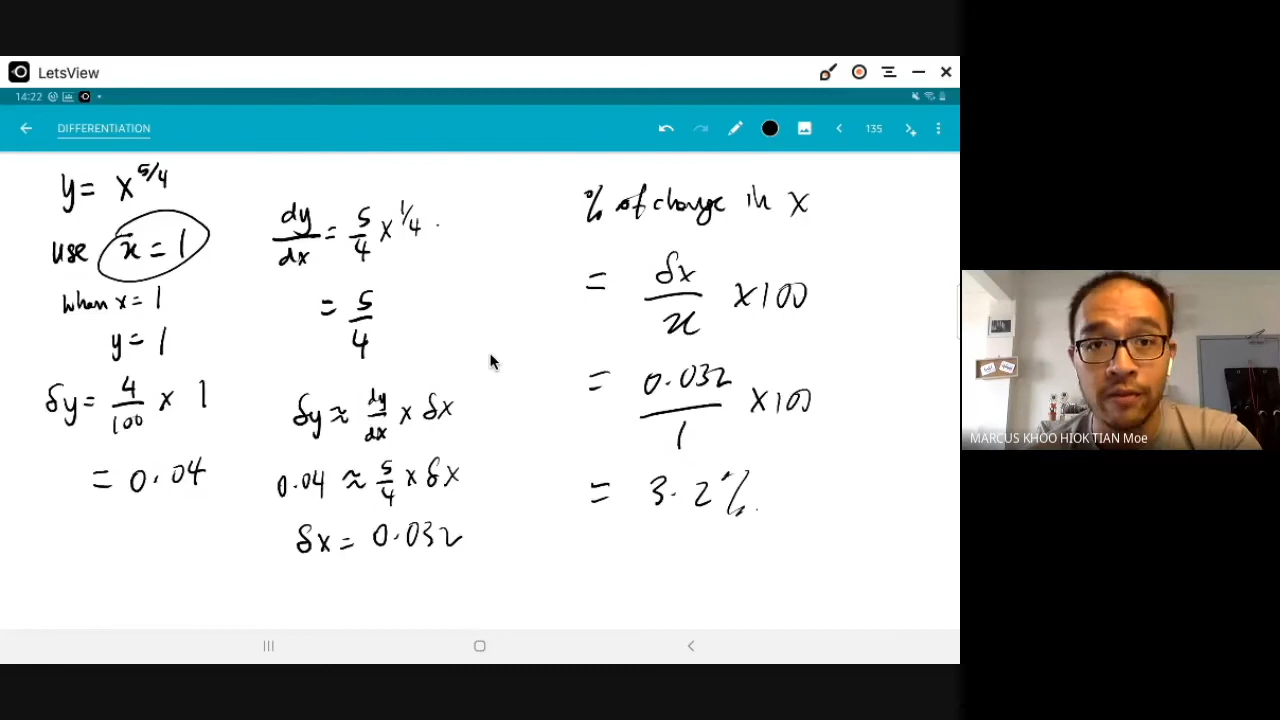 LetsView
14:22
DIFFERENTIATION
135
y = x^5/4
use x = 1
when x = 1
y = 1
δy = 4/100 × 1
= 0.04
dy/dx = 5/4 x^1/4
= 5/4
δy ≈ dy/dx × δx
0.04 ≈ 5/4 × δx
δx = 0.032
% of change in x
= δx/x ×100
= 0.032/1 ×100
= 3.2%
MARCUS KHOO HIOK TIAN Moe